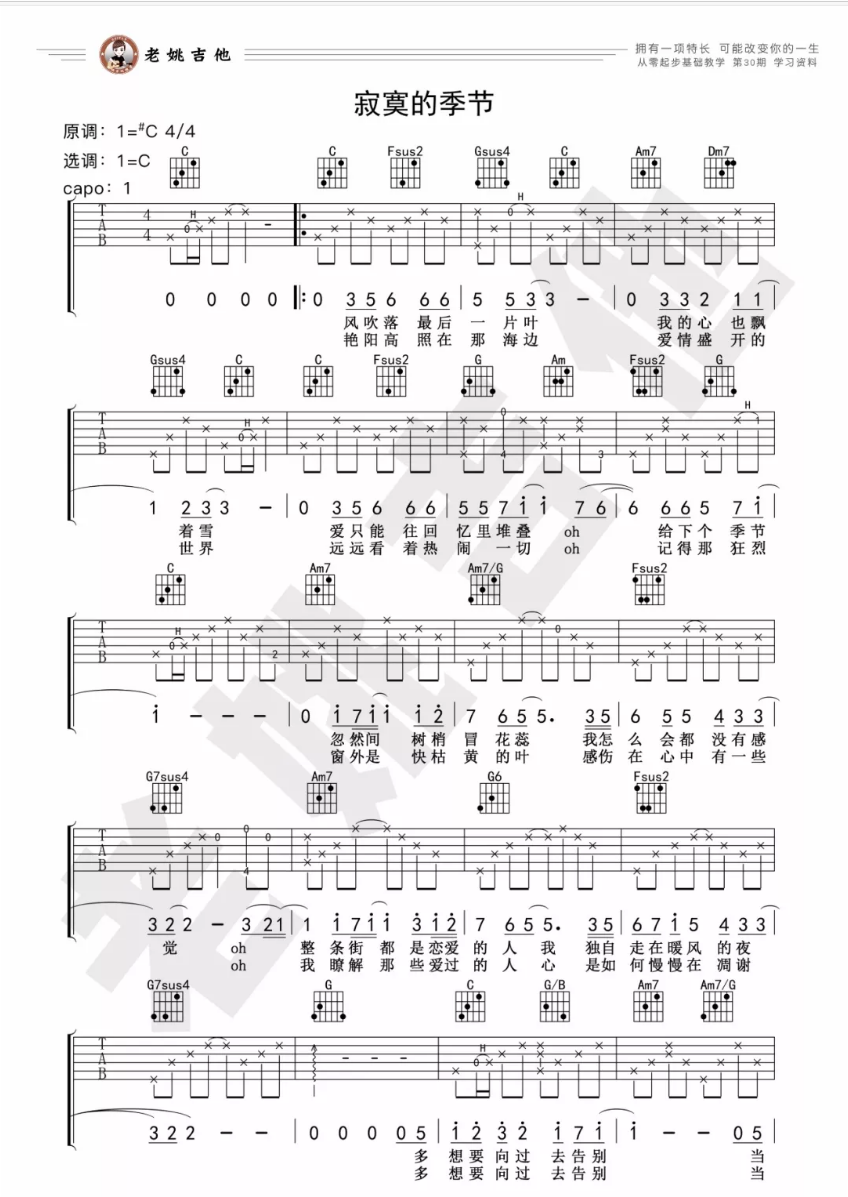 老姚吉他
拥有一项特长 可能改变你的一生
从零起步基础教学 第30期 学习资料
寂寞的季节
原调：1=#C 4/4
选调：1=C
capo：1
C C Fsus2 Gsus4 C Am7 Dm7
T A B 4 4 0 H H 0
0 0 0 0 0 3 5 6 6 6 5 5 3 3 – 0 3 3 2 1 1
风吹落 最后 一 片叶 我的心 也飘
艳阳高 照在 那 海边 爱情盛 开的
Gsus4 C C Fsus2 G Am Fsus2 G
T A B 0 H 0 4 3 H 1
1 2 3 3 – 0 3 5 6 6 6 5 5 7 1 1 7 6 6 6 6 5 7 1
着雪 爱只能 往回 忆里堆叠 oh 给下个 季节
世界 远远看 着热 闹一切 oh 记得那 狂烈
C Am7 Am7/G Fsus2
T A B 0 H 2 0
1 – – – 0 1 7 1 1 1 2 7 6 5 5. 3 5 6 5 5 4 3 3
忽然间 树梢 冒 花蕊 我怎 么 会都 没有感
窗外是 快枯 黄 的叶 感伤 在 心中 有一些
G7sus4 Am7 G6 Fsus2
T A B 0 0 4 0
3 2 2 – 3 2 1 1 1 7 1 1 3 1 2 7 6 5 5. 3 5 6 7 5 4 3 3
觉 oh 整 条街 都 是恋爱 的 人 我 独自 走在暖风 的夜
oh 我 瞭解 那 些爱过 的 人 心 是如 何慢慢在 凋谢
G7sus4 G C G/B Am7 Am7/G
T A B – – – 0 H
3 2 2 – – 0 0 0 0 5 1 2 3 2 1 7 1 1 – – 0 5
多 想要 向过 去告别 当
多 想要 向过 去告别 当